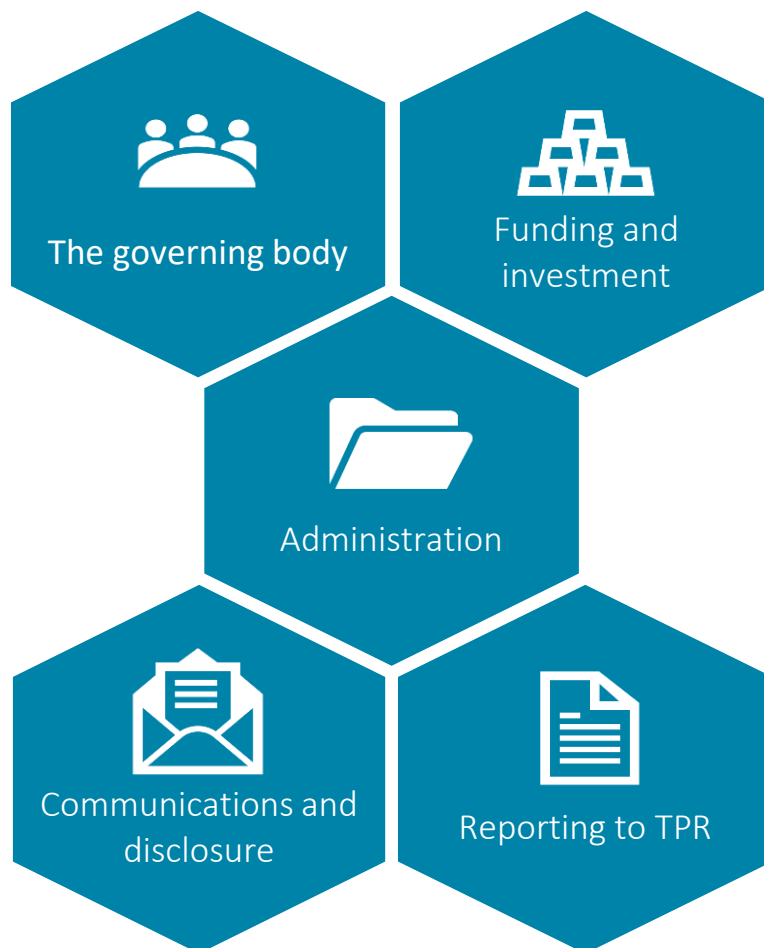 The governing body
Funding and
investment
Administration
Communications and
disclosure
Reporting to TPR